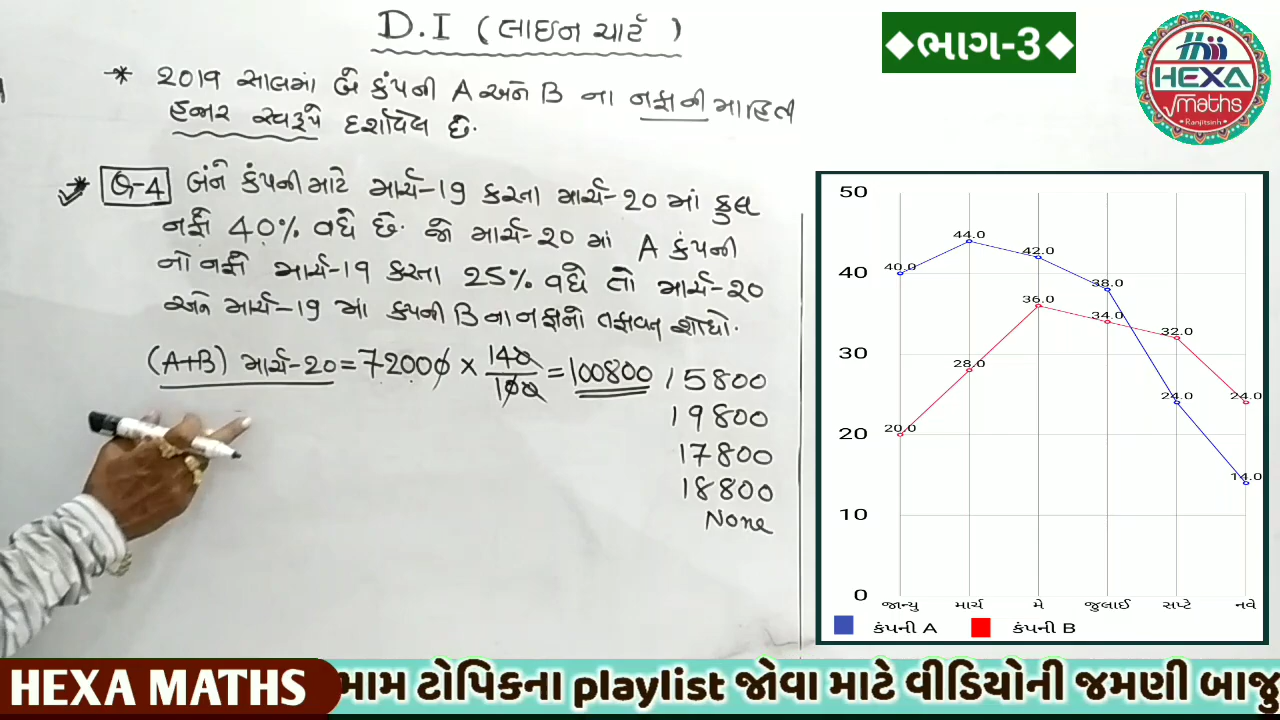 D.I (લાઇન ચાર્ટ)
◆ભાગ-3◆
HEXA
maths
Ranjitsinh
* 2019 સાલમાં બે કંપની A અને B ના નફાની માહિતી
હજાર સ્વરૂપે દર્શાવેલ છે.
* Q-4 બંને કંપની માટે માર્ચ-19 કરતા માર્ચ-20 માં કુલ
નફો 40% વધે છે. જો માર્ચ-20 માં A કંપની
નો નફો માર્ચ-19 કરતા 25% વધે તો માર્ચ-20
અને માર્ચ-19 માં કંપની B ના નફાનો તફાવત શોધો.
(A+B) માર્ચ-20 = 72000 × 140/100 = 100800
15800
19800
17800
18800
None
50
40
30
20
10
0
40.0 44.0 42.0 38.0 24.0 14.0
20.0 28.0 36.0 34.0 32.0 24.0
જાન્યુ માર્ચ મે જુલાઈ સપ્ટે નવે
કંપની A કંપની B
HEXA MATHS મામ ટોપિકના playlist જોવા માટે વીડિયોની જમણી બાજુ